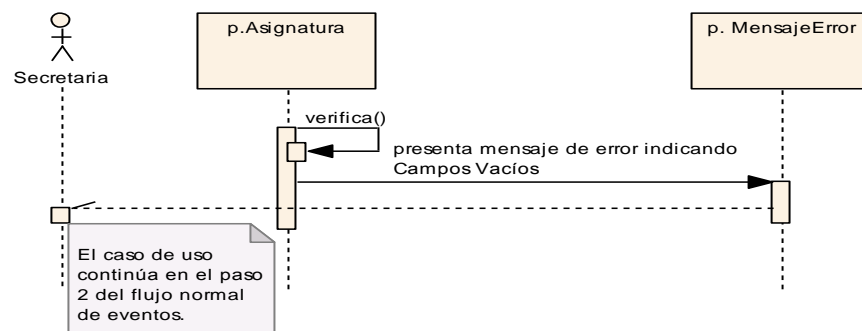 p.Asignatura
p. MensajeError
Secretaria
verifica()
presenta mensaje de error indicando
Campos Vacíos
El caso de uso
continúa en el paso
2 del flujo normal
de eventos.